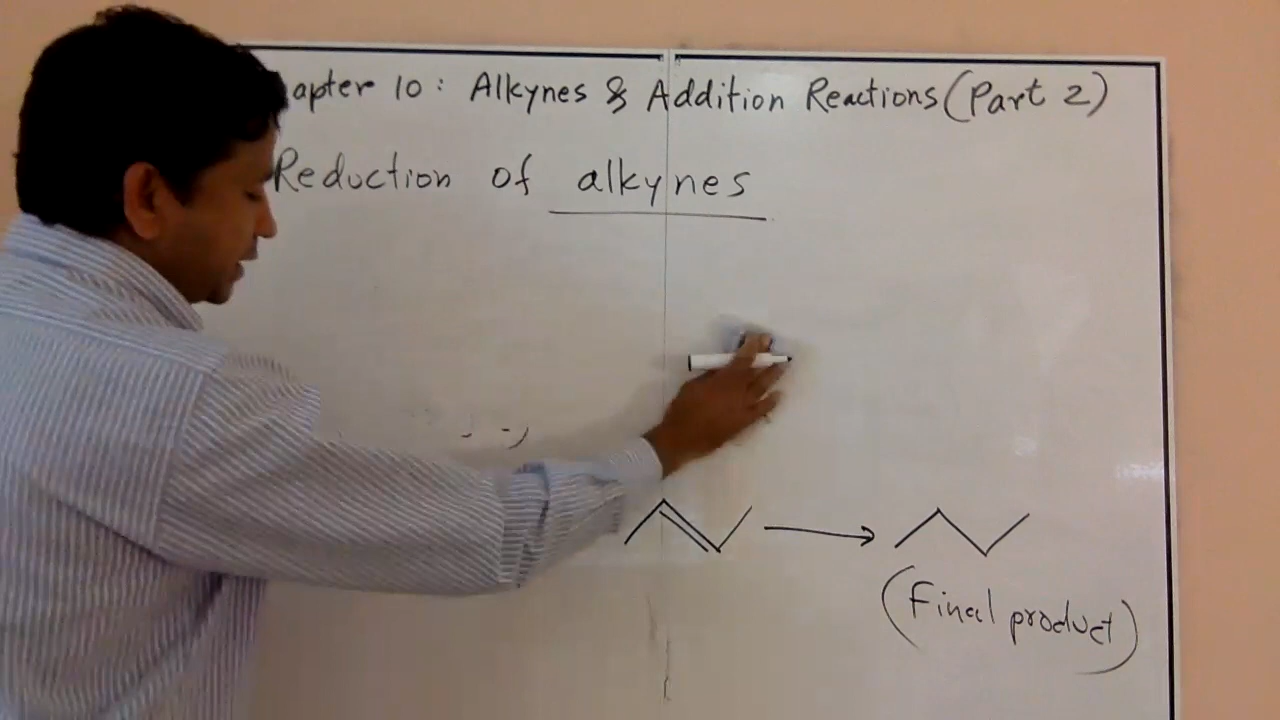 apter 10: Alkynes & Addition Reactions (Part 2)
Reduction of alkynes
(Final product)